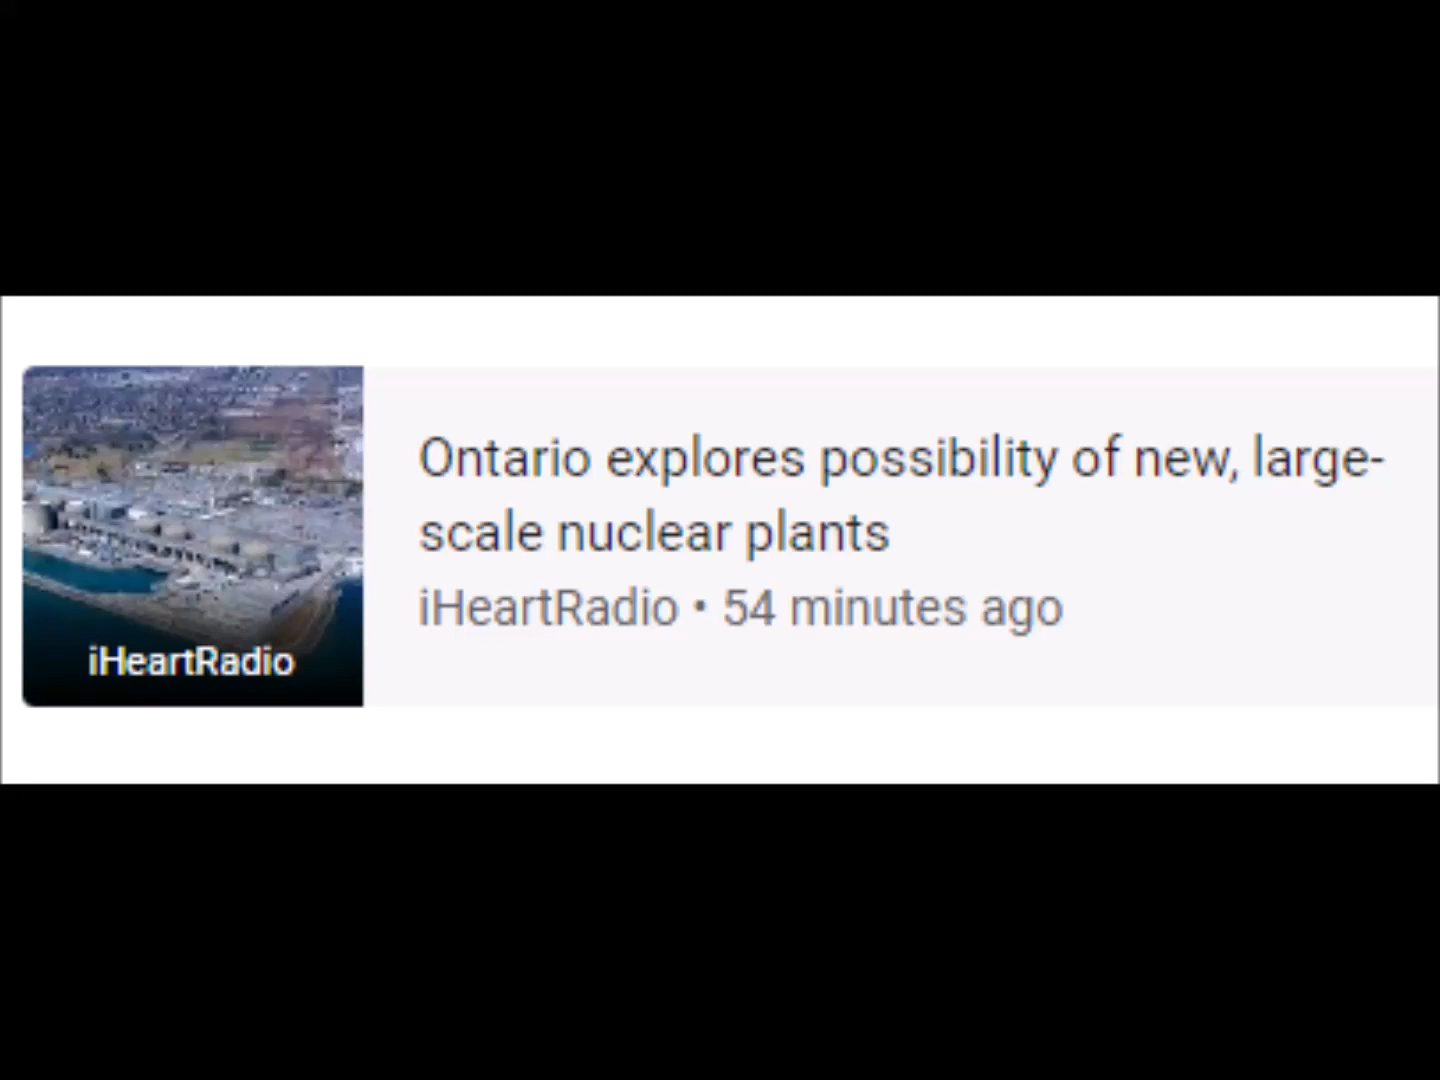 Ontario explores possibility of new, large-
scale nuclear plants
iHeartRadio • 54 minutes ago
iHeartRadio